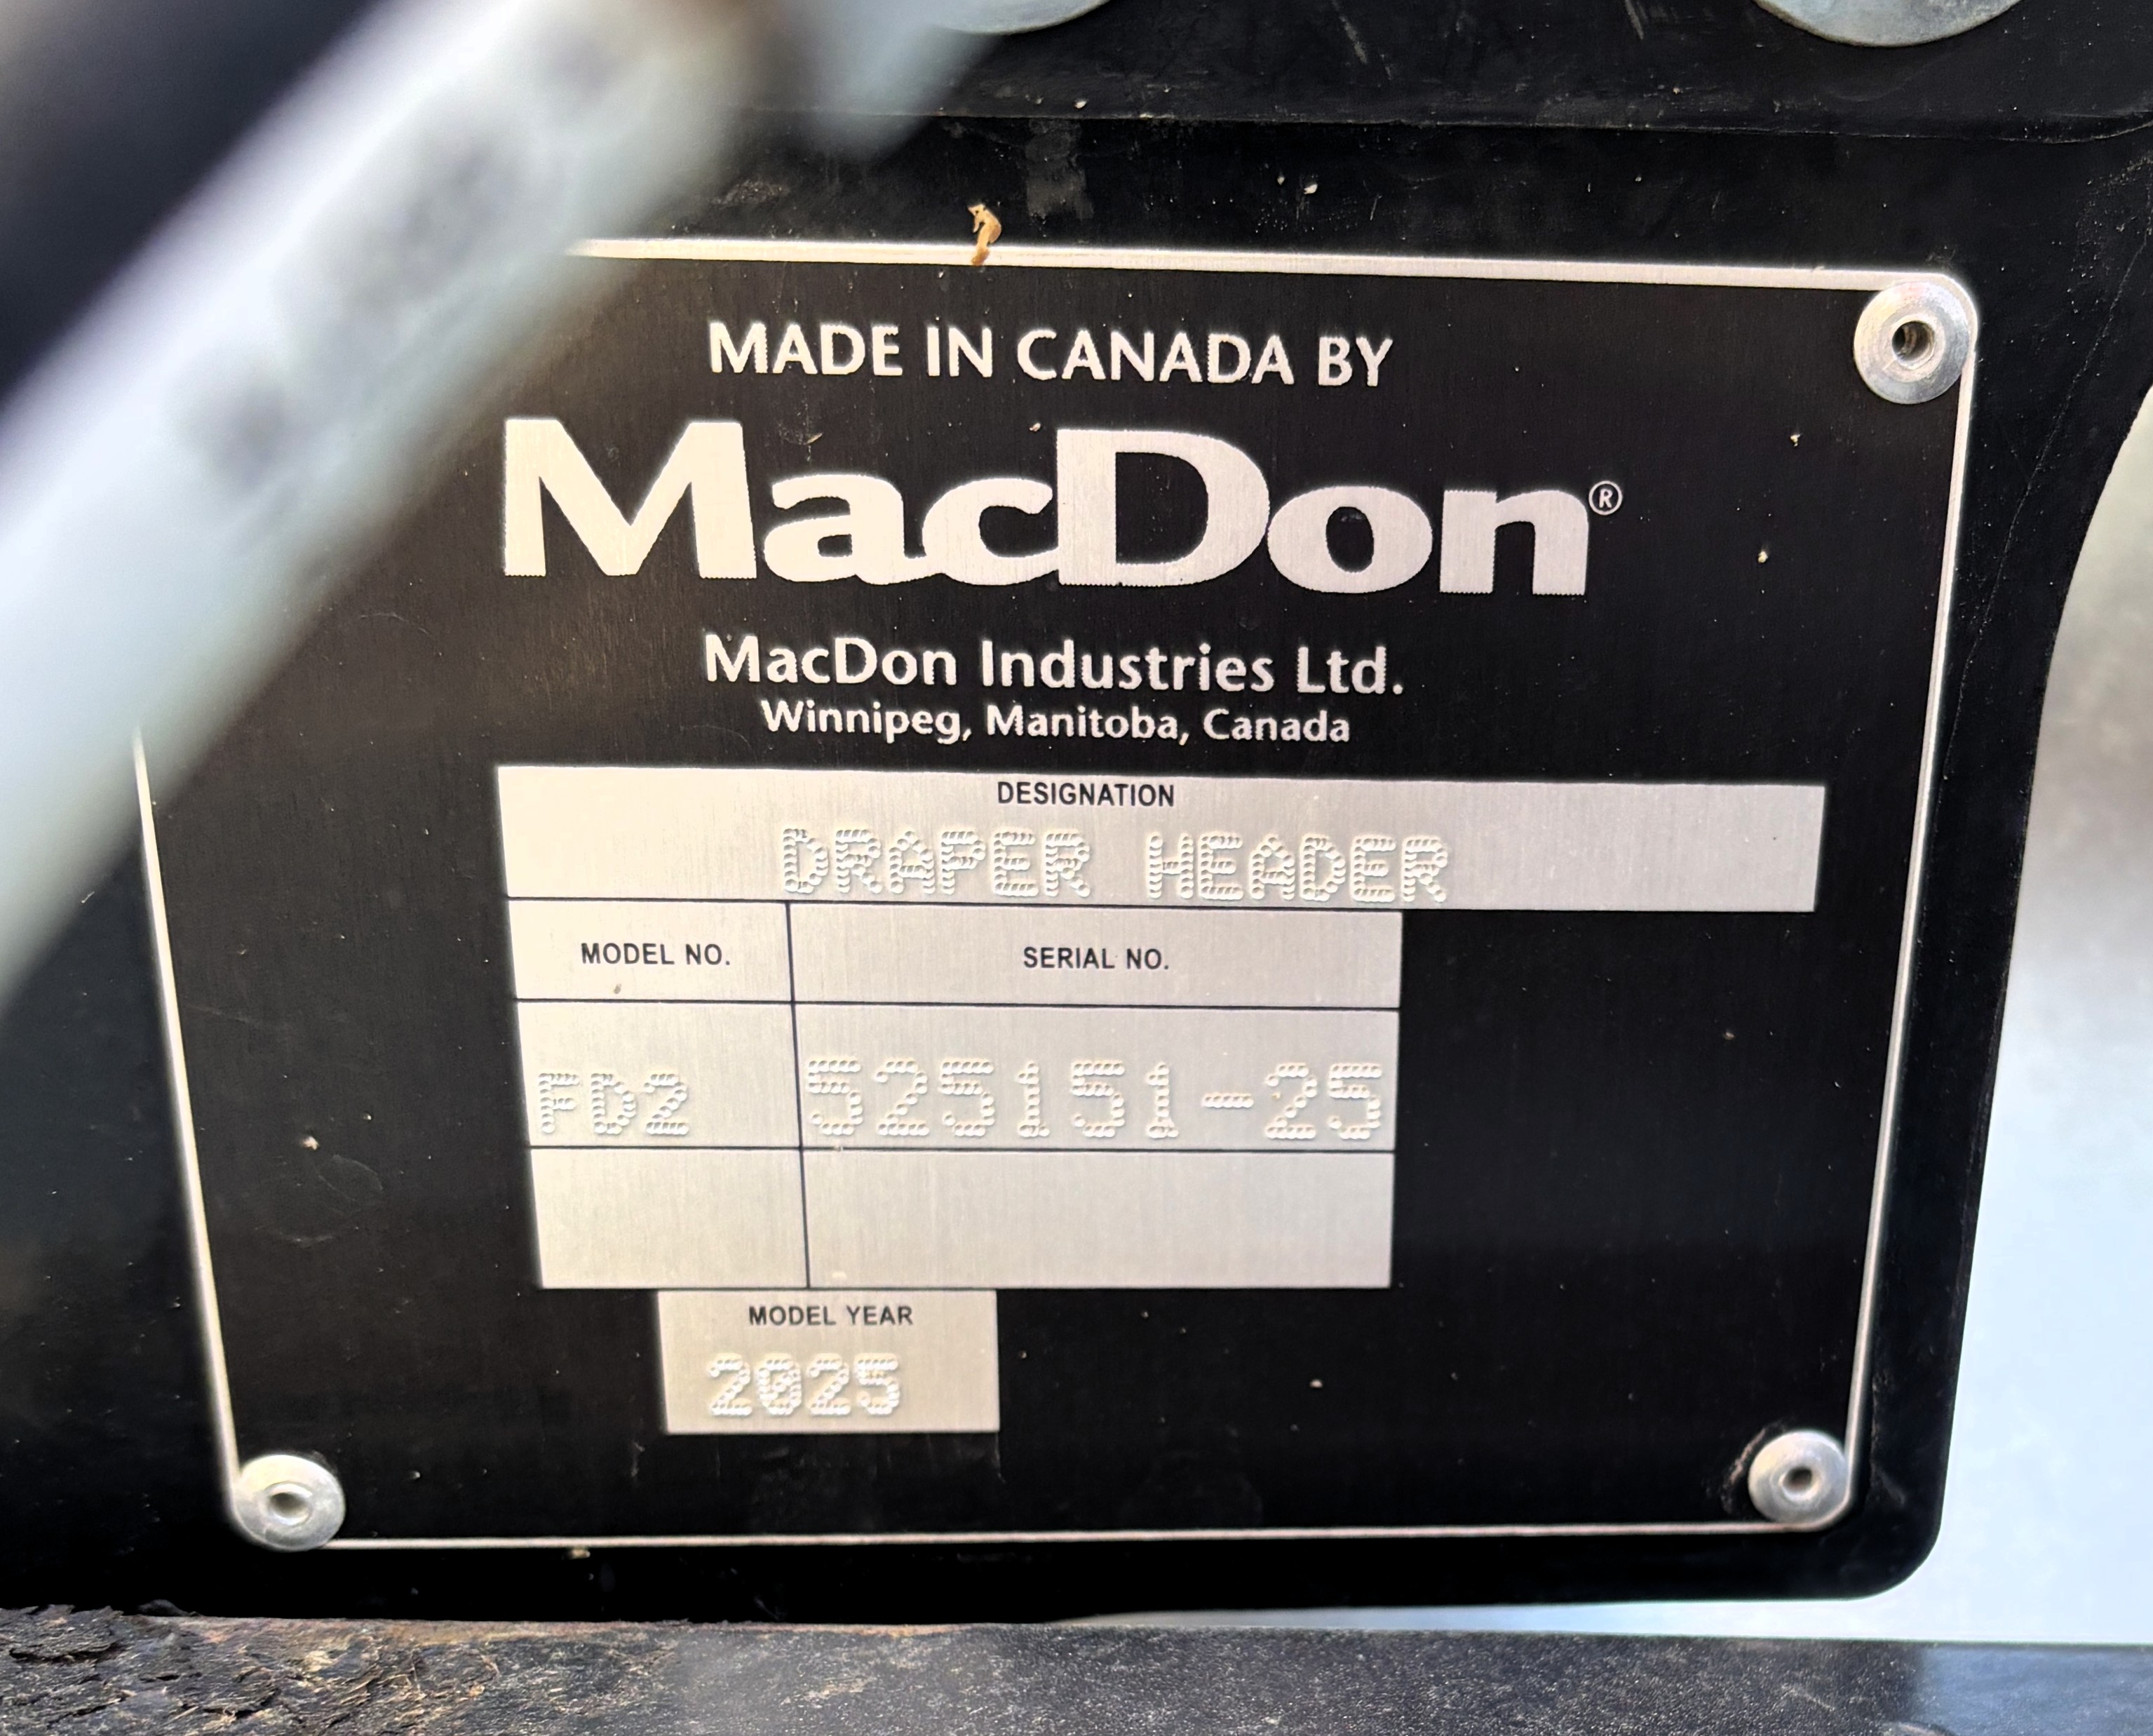 MADE IN CANADA BY
MacDon®
MacDon Industries Ltd.
Winnipeg, Manitoba, Canada
DESIGNATION
DRAPER HEADER
MODEL NO. SERIAL NO.
FD2 525151-25
MODEL YEAR
2025